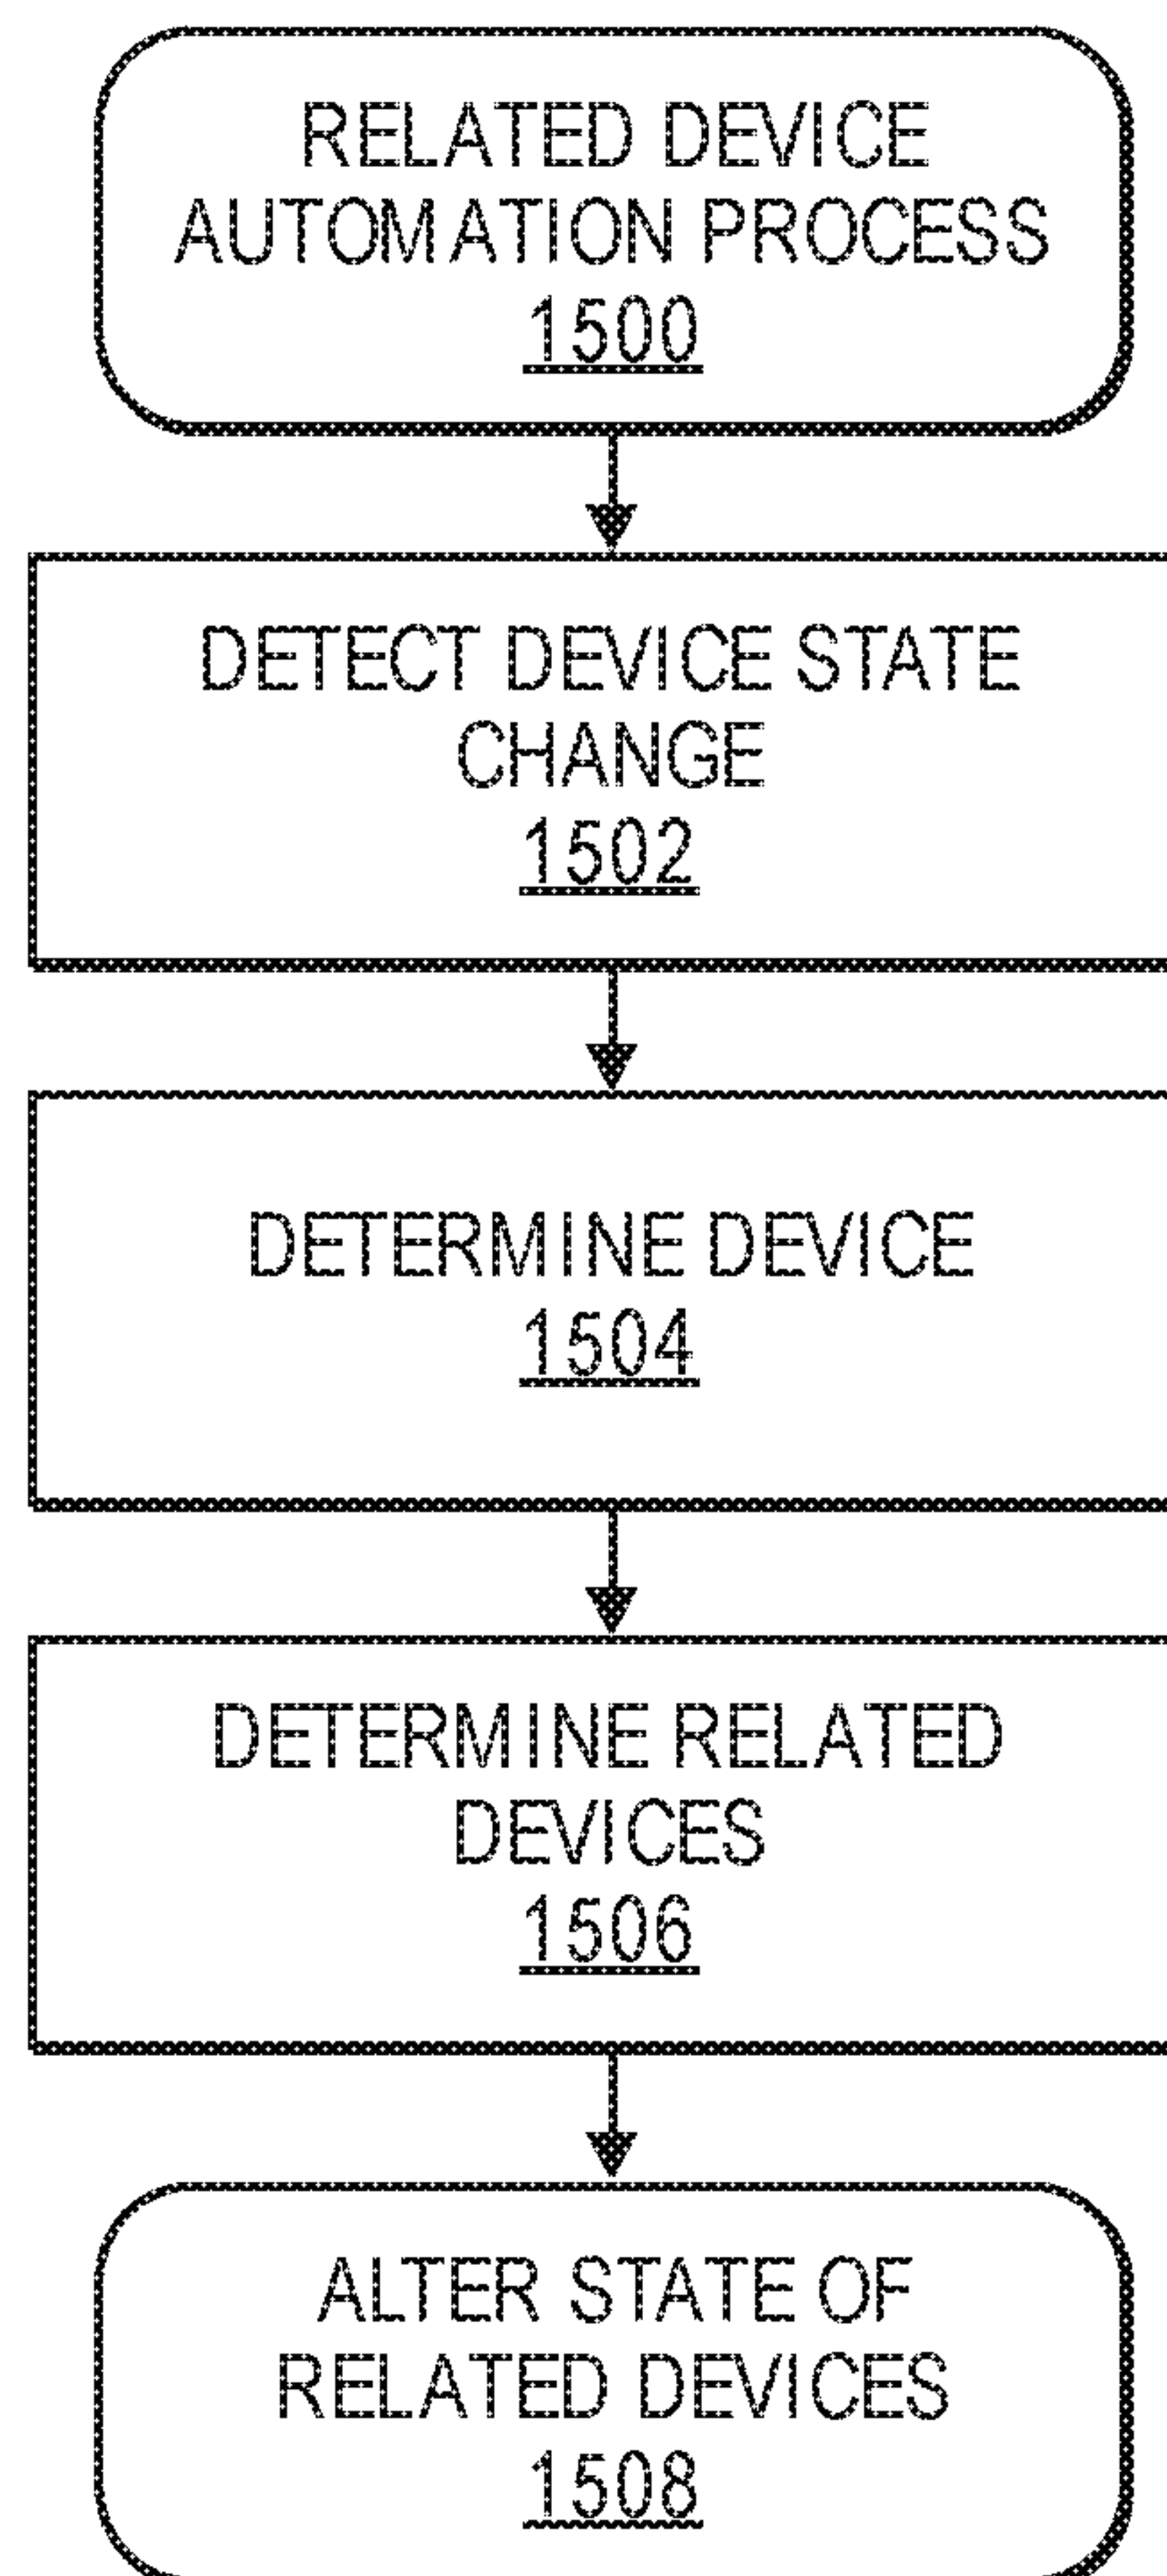 RELATED DEVICE
AUTOMATION PROCESS
1500
DETECT DEVICE STATE
CHANGE
1502
DETERMINE DEVICE
1504
DETERMINE RELATED
DEVICES
1506
ALTER STATE OF
RELATED DEVICES
1508